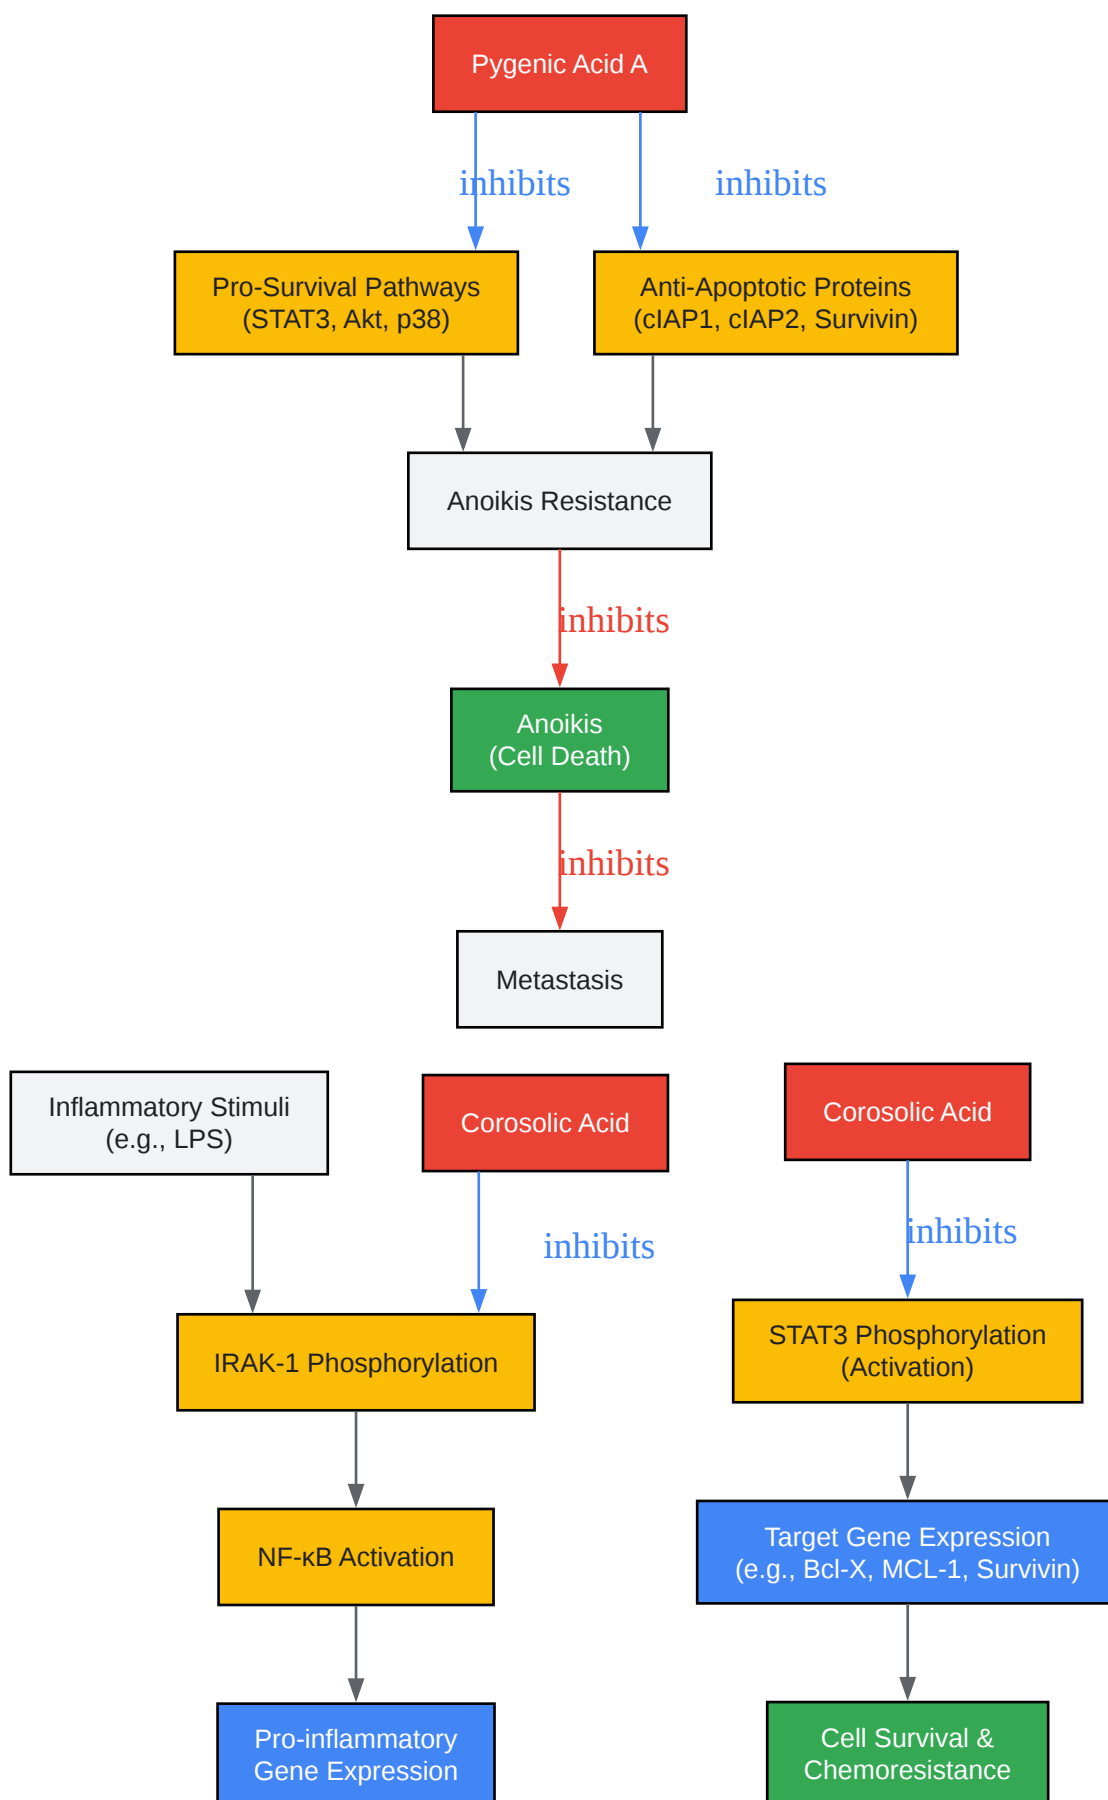 Pygenic Acid A
inhibits
inhibits
Pro-Survival Pathways
(STAT3, Akt, p38)
Anti-Apoptotic Proteins
(cIAP1, cIAP2, Survivin)
Anoikis Resistance
inhibits
Anoikis
(Cell Death)
inhibits
Metastasis
Inflammatory Stimuli
(e.g., LPS)
Corosolic Acid
inhibits
IRAK-1 Phosphorylation
NF-κB Activation
Pro-inflammatory
Gene Expression
Corosolic Acid
inhibits
STAT3 Phosphorylation
(Activation)
Target Gene Expression
(e.g., Bcl-X, MCL-1, Survivin)
Cell Survival &
Chemoresistance